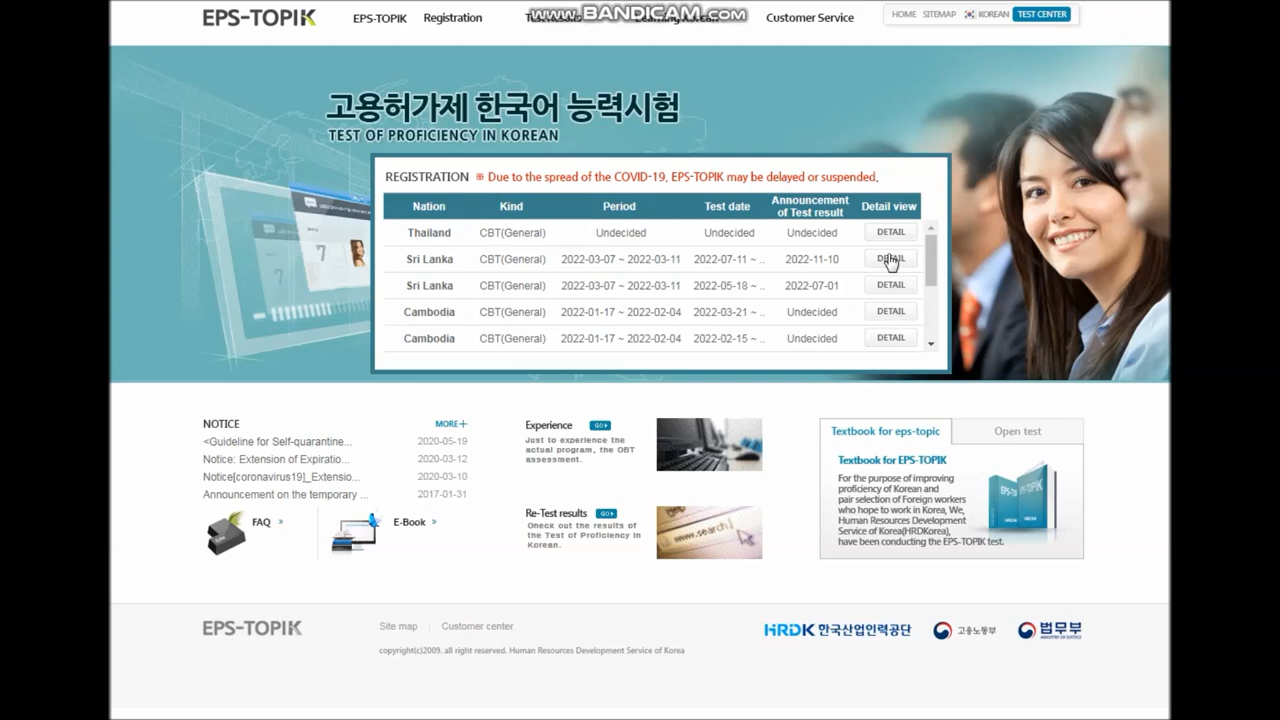 www.BANDICAM.com
EPS-TOPIK
EPS-TOPIK Registration Test Results Learning Korean Customer Service
HOME SITEMAP KOREAN TEST CENTER
고용허가제 한국어 능력시험
TEST OF PROFICIENCY IN KOREAN
REGISTRATION ※ Due to the spread of the COVID-19, EPS-TOPIK may be delayed or suspended.
Nation Kind Period Test date Announcement of Test result Detail view
Thailand CBT(General) Undecided Undecided Undecided DETAIL
Sri Lanka CBT(General) 2022-03-07 ~ 2022-03-11 2022-07-11 ~ .. 2022-11-10 DETAIL
Sri Lanka CBT(General) 2022-03-07 ~ 2022-03-11 2022-05-18 ~ .. 2022-07-01 DETAIL
Cambodia CBT(General) 2022-01-17 ~ 2022-02-04 2022-03-21 ~ .. Undecided DETAIL
Cambodia CBT(General) 2022-01-17 ~ 2022-02-04 2022-02-15 ~ .. Undecided DETAIL
NOTICE MORE+
<Guideline for Self-quarantine... 2020-05-19
Notice: Extension of Expiratio... 2020-03-12
Notice[coronavirus19]_Extensio... 2020-03-10
Announcement on the temporary ... 2017-01-31
FAQ
E-Book
Experience GO
Just to experience the
actual program, the OBT
assessment.
Re-Test results GO
Check out the results of
the Test of Proficiency in
Korean.
www.search
Textbook for eps-topic Open test
Textbook for EPS-TOPIK
For the purpose of improving
proficiency of Korean and
pair selection of Foreign workers
who hope to work in Korea, We,
Human Resources Development
Service of Korea(HRDKorea),
have been conducting the EPS-TOPIK test.
EPS-TOPIK
EPS-TOPIK
Site map Customer center
copyright(c)2009. all right reserved. Human Resources Development Service of Korea
HRDK 한국산업인력공단
고용노동부
법무부
MINISTRY OF JUSTICE